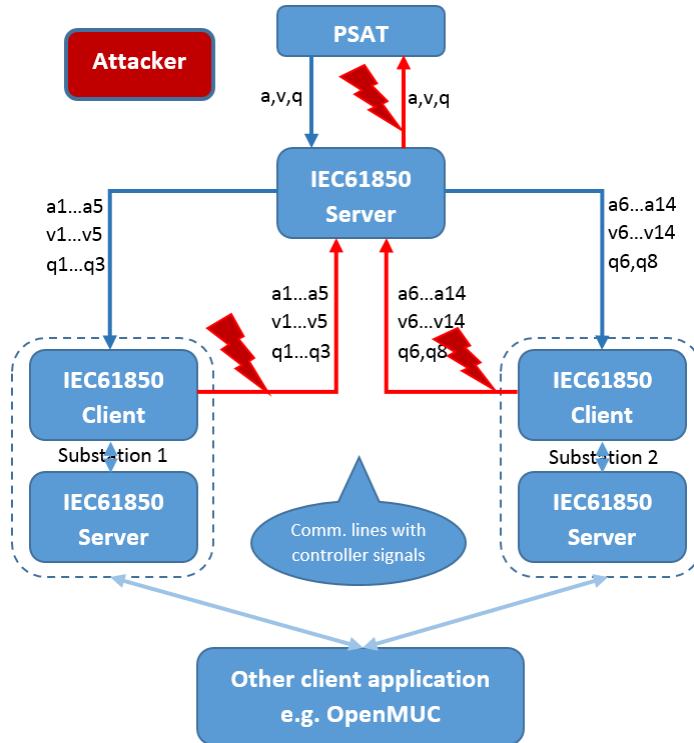 PSAT
Attacker
a,v,q
a,v,q
IEC61850
Server
a1...a5
v1...v5
q1...q3
a6...a14
v6...v14
q6,q8
a1...a5
v1...v5
q1...q3
a6...a14
v6...v14
q6,q8
IEC61850
Client
Substation 1
IEC61850
Server
IEC61850
Client
Substation 2
IEC61850
Server
Comm. lines with
controller signals
Other client application
e.g. OpenMUC